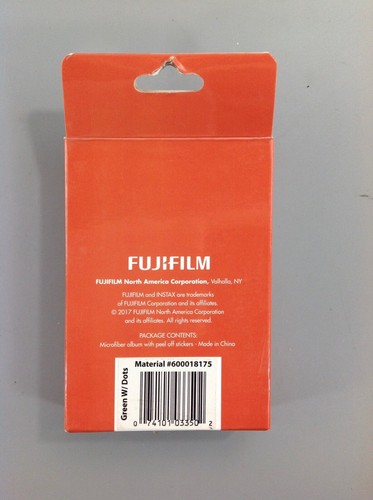 FUJIFILM
FUJIFILM North America Corporation, Valhalla, NY
FUJIFILM and INSTAX are trademarks
of FUJIFILM Corporation and its affiliates.
© 2017 FUJIFILM North America Corporation
and its affiliates. All rights reserved.
PACKAGE CONTENTS:
Microfiber album with peel off stickers - Made in China
Material #600018175
Green W/ Dots
0 74101 03350 2